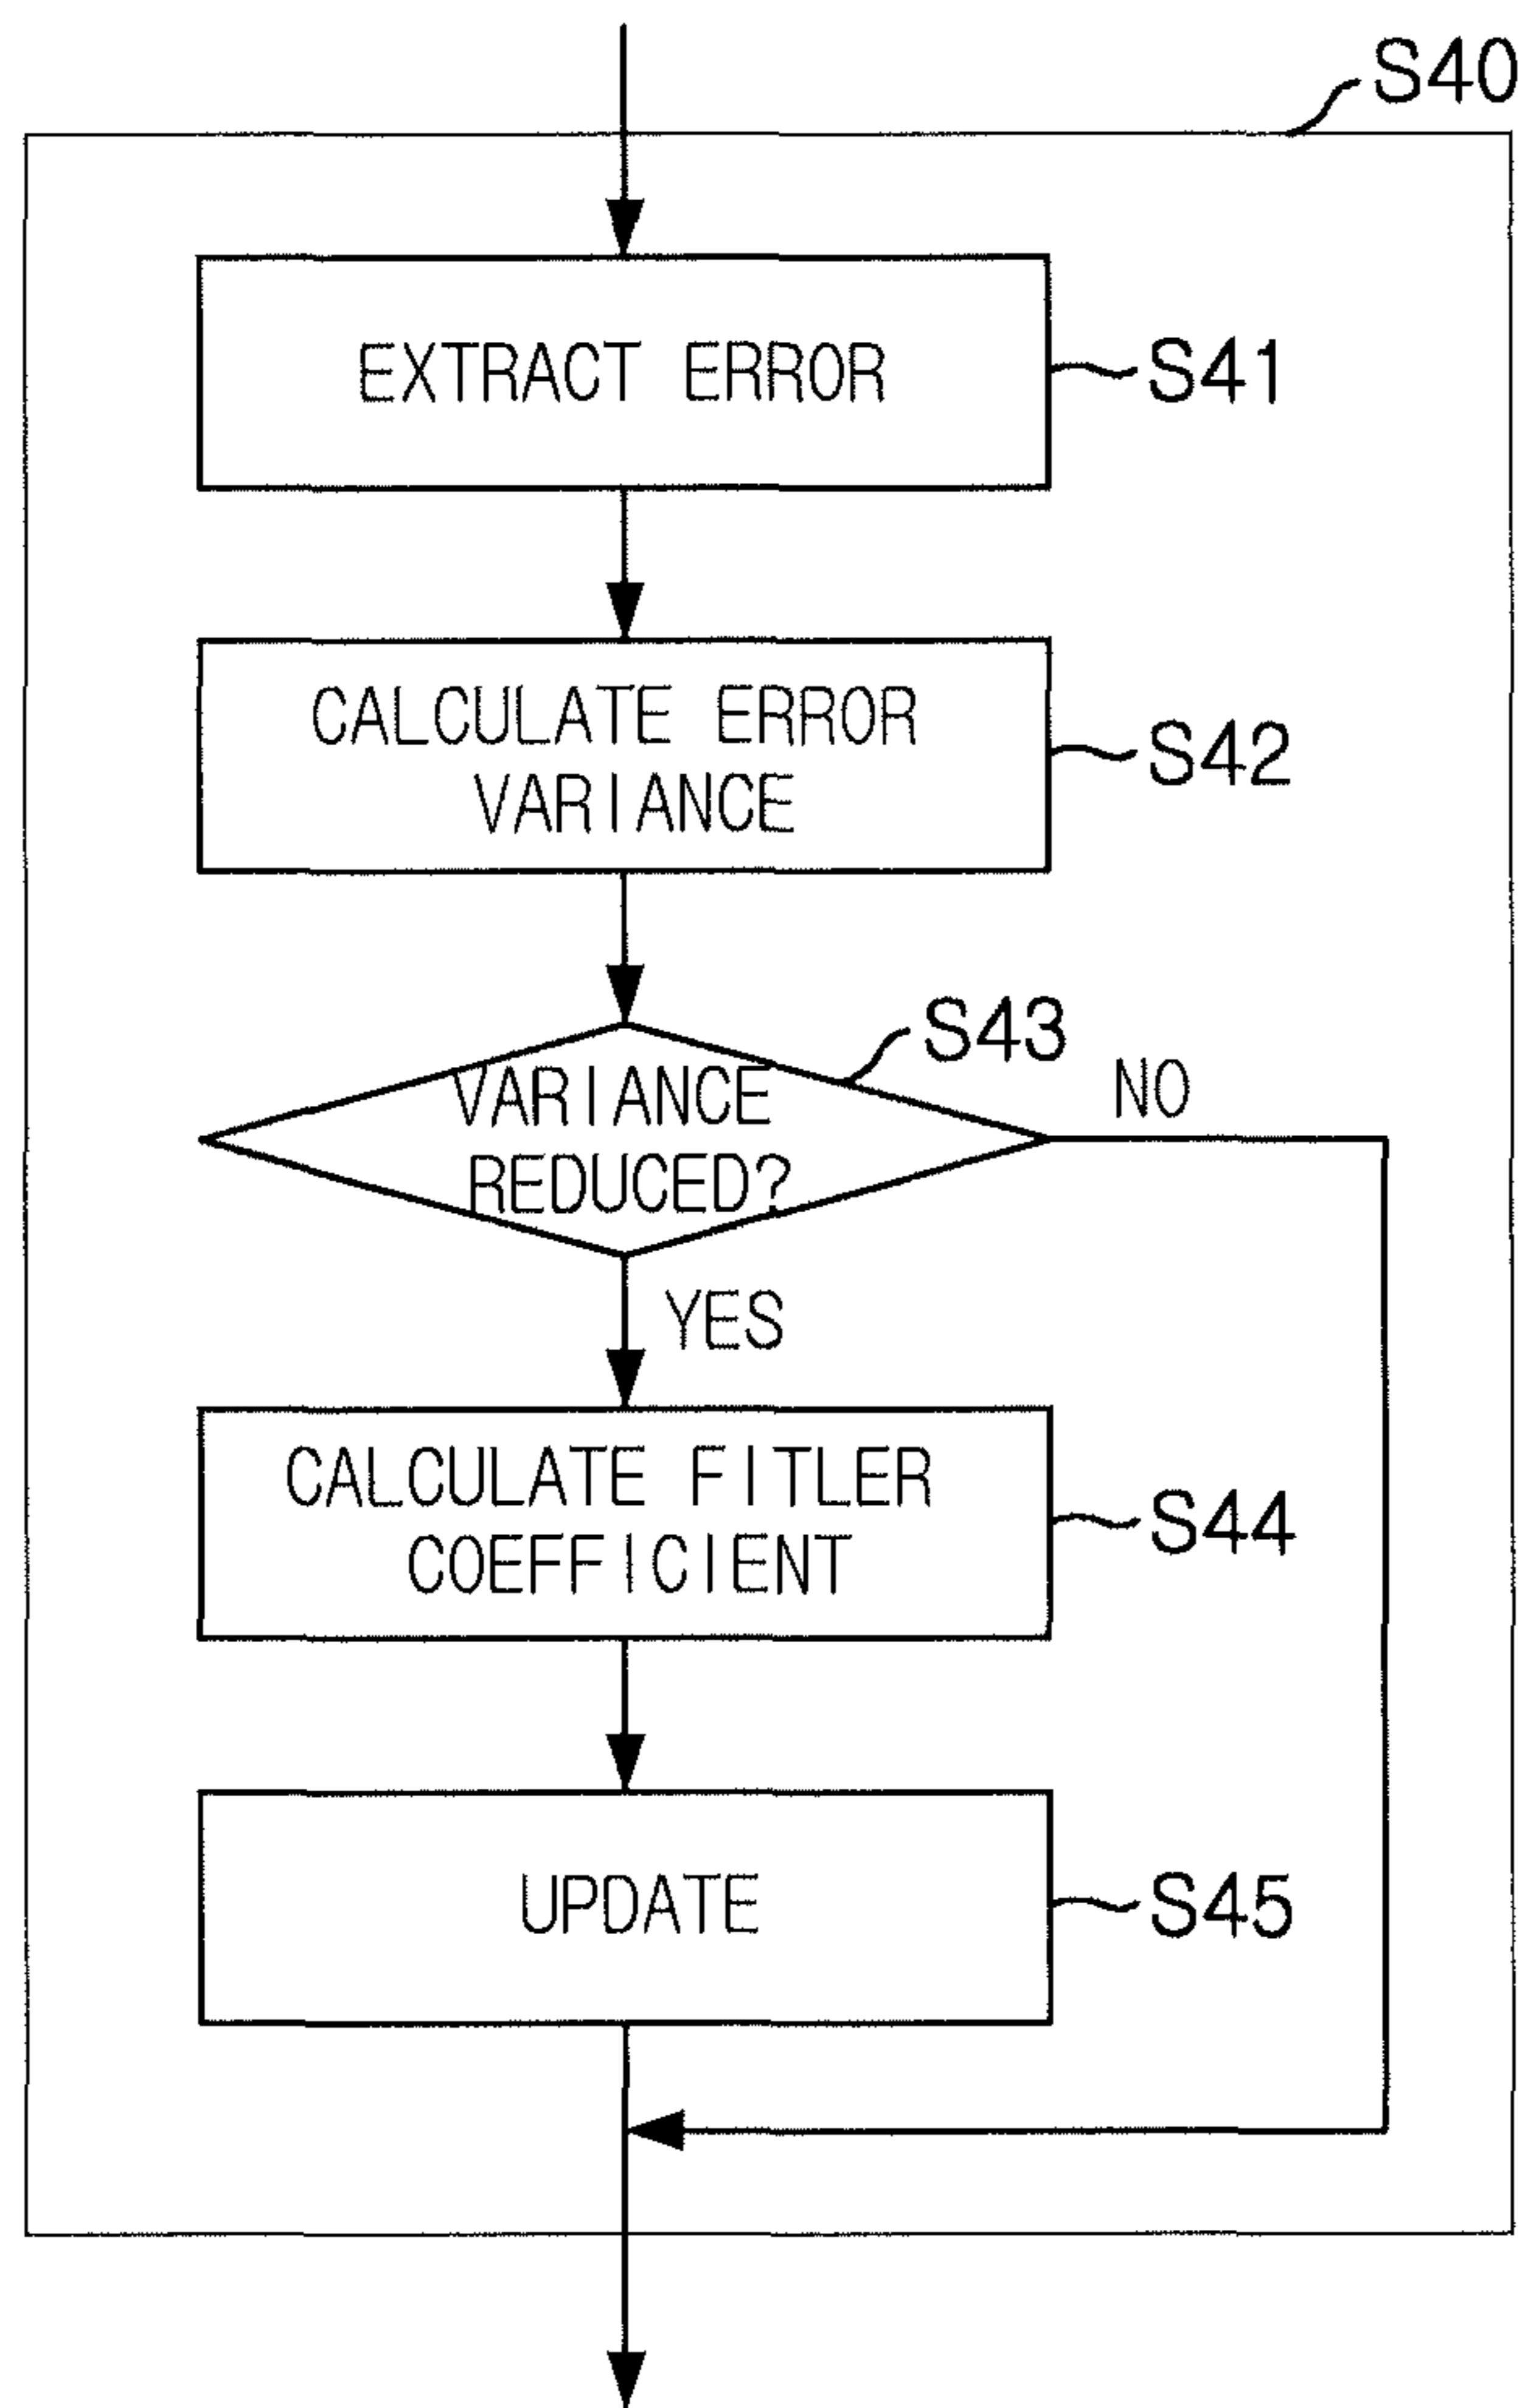 S40
EXTRACT ERROR
S41
CALCULATE ERROR
VARIANCE
S42
S43
VARIANCE
REDUCED?
NO
YES
CALCULATE FITLER
COEFFICIENT
S44
UPDATE
S45